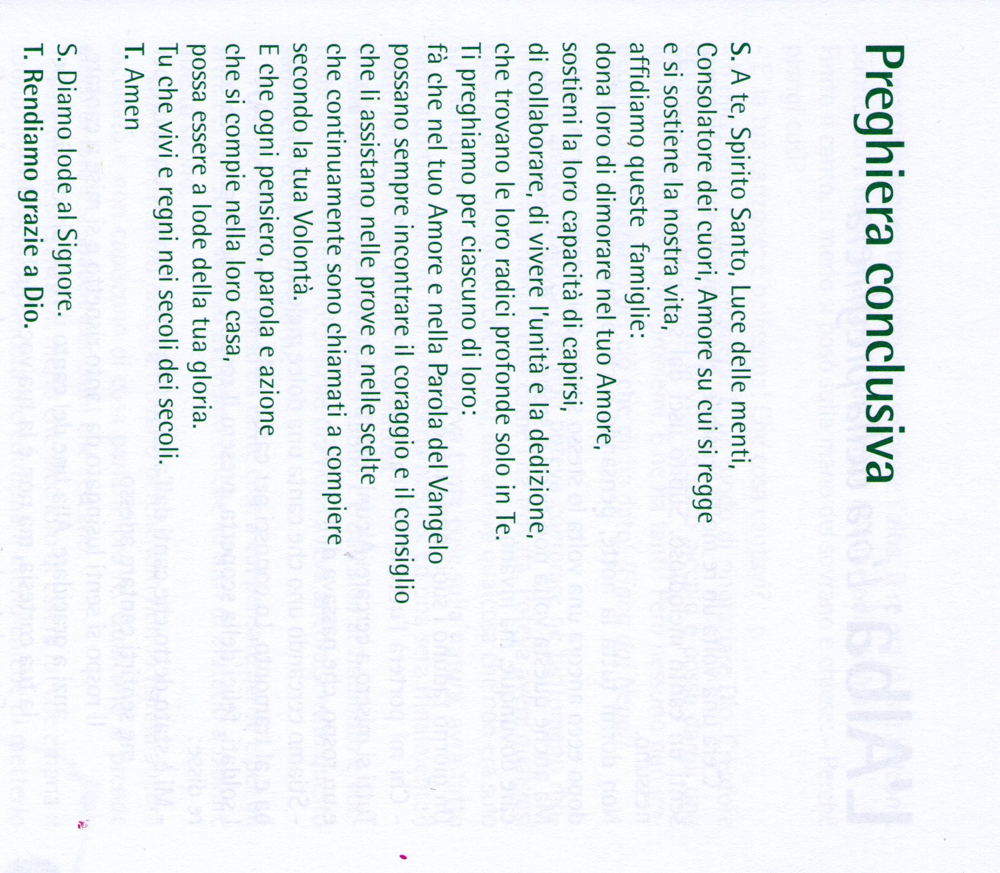 Preghiera conclusiva
S. A te, Spirito Santo, Luce delle menti,
Consolatore dei cuori, Amore su cui si regge
e si sostiene la nostra vita,
affidiamo queste famiglie:
dona loro di dimorare nel tuo Amore,
sostieni la loro capacità di capirsi,
di collaborare, di vivere l'unità e la dedizione,
che trovano le loro radici profonde solo in Te.
Ti preghiamo per ciascuno di loro:
fà che nel tuo Amore e nella Parola del Vangelo
possano sempre incontrare il coraggio e il consiglio
che li assistano nelle prove e nelle scelte
che continuamente sono chiamati a compiere
secondo la tua Volontà.
E che ogni pensiero, parola e azione
che si compie nella loro casa,
possa essere a lode della tua gloria.
Tu che vivi e regni nei secoli dei secoli.
T. Amen
S. Diamo lode al Signore.
T. Rendiamo grazie a Dio.